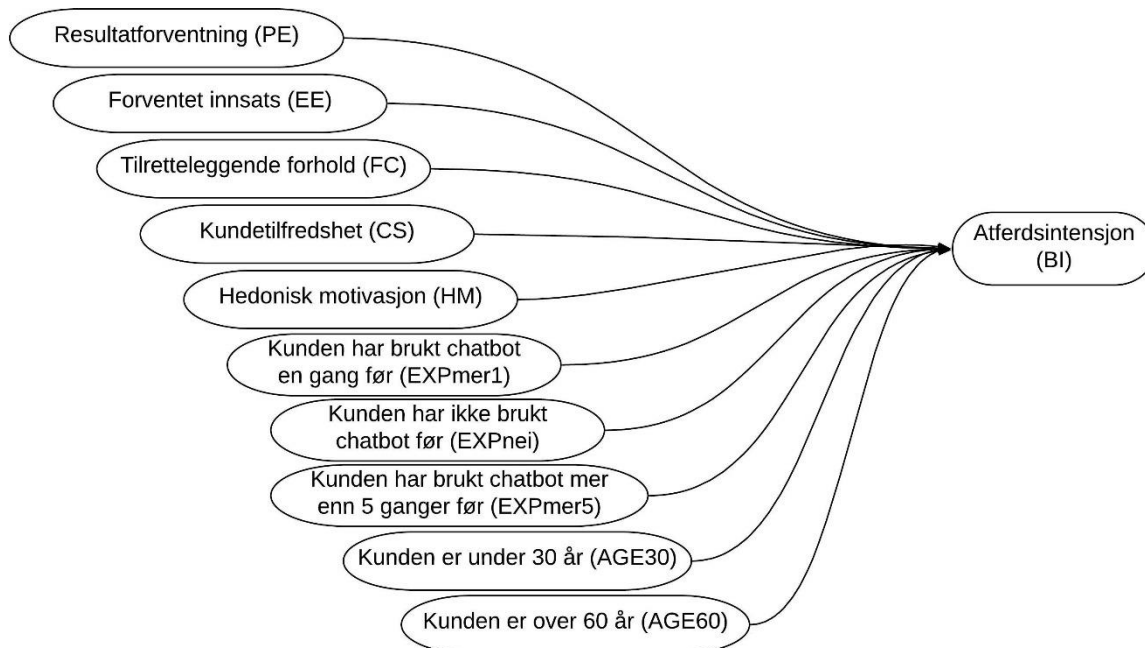 Resultatforventning (PE)
Forventet innsats (EE)
Tilretteleggende forhold (FC)
Kundetilfredshet (CS)
Hedonisk motivasjon (HM)
Kunden har brukt chatbot
en gang før (EXPmer1)
Kunden har ikke brukt
chatbot før (EXPnei)
Kunden har brukt chatbot mer
enn 5 ganger før (EXPmer5)
Kunden er under 30 år (AGE30)
Kunden er over 60 år (AGE60)
Atferdsintensjon
(BI)